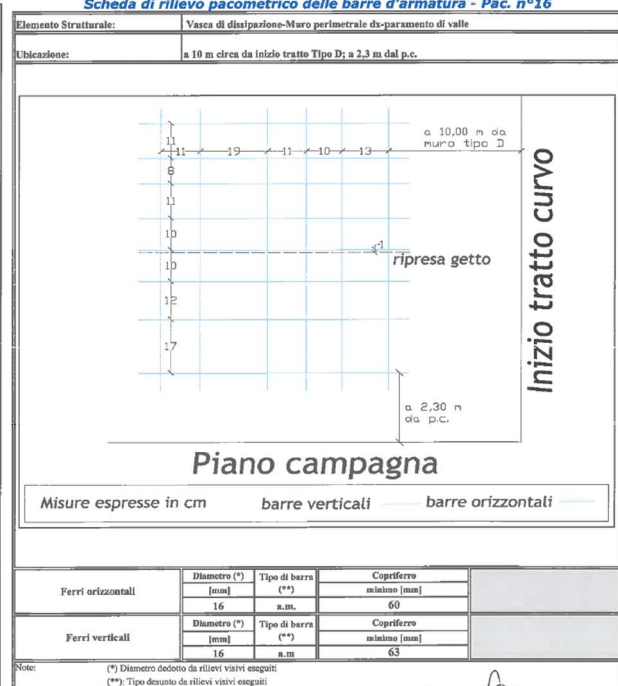 Scheda di rilievo pacometrico delle barre d'armatura - Pac. n°16
Elemento Strutturale: Vasca di dissipazione-Muro perimetrale dx-paramento di valle
Ubicazione: a 10 m circa da inizio tratto Tipo D; a 2,3 m dal p.c.
a 10,00 m da
muro tipo D
11 19 11 10 13
11
8
11
10
10
12
17
1
ripresa getto
Inizio tratto curvo
a 2,30 m
da p.c.
Piano campagna
Misure espresse in cm barre verticali barre orizzontali
Ferri orizzontali
Diametro (*) Tipo di barra Copriferro
[mm] (**) minimo [mm]
16 a.m. 60
Ferri verticali
Diametro (*) Tipo di barra Copriferro
[mm] (**) minimo [mm]
16 a.m 63
Note: (*) Diametro dedotto da rilievi visivi eseguiti
(**): Tipo desunto da rilievi visivi eseguiti